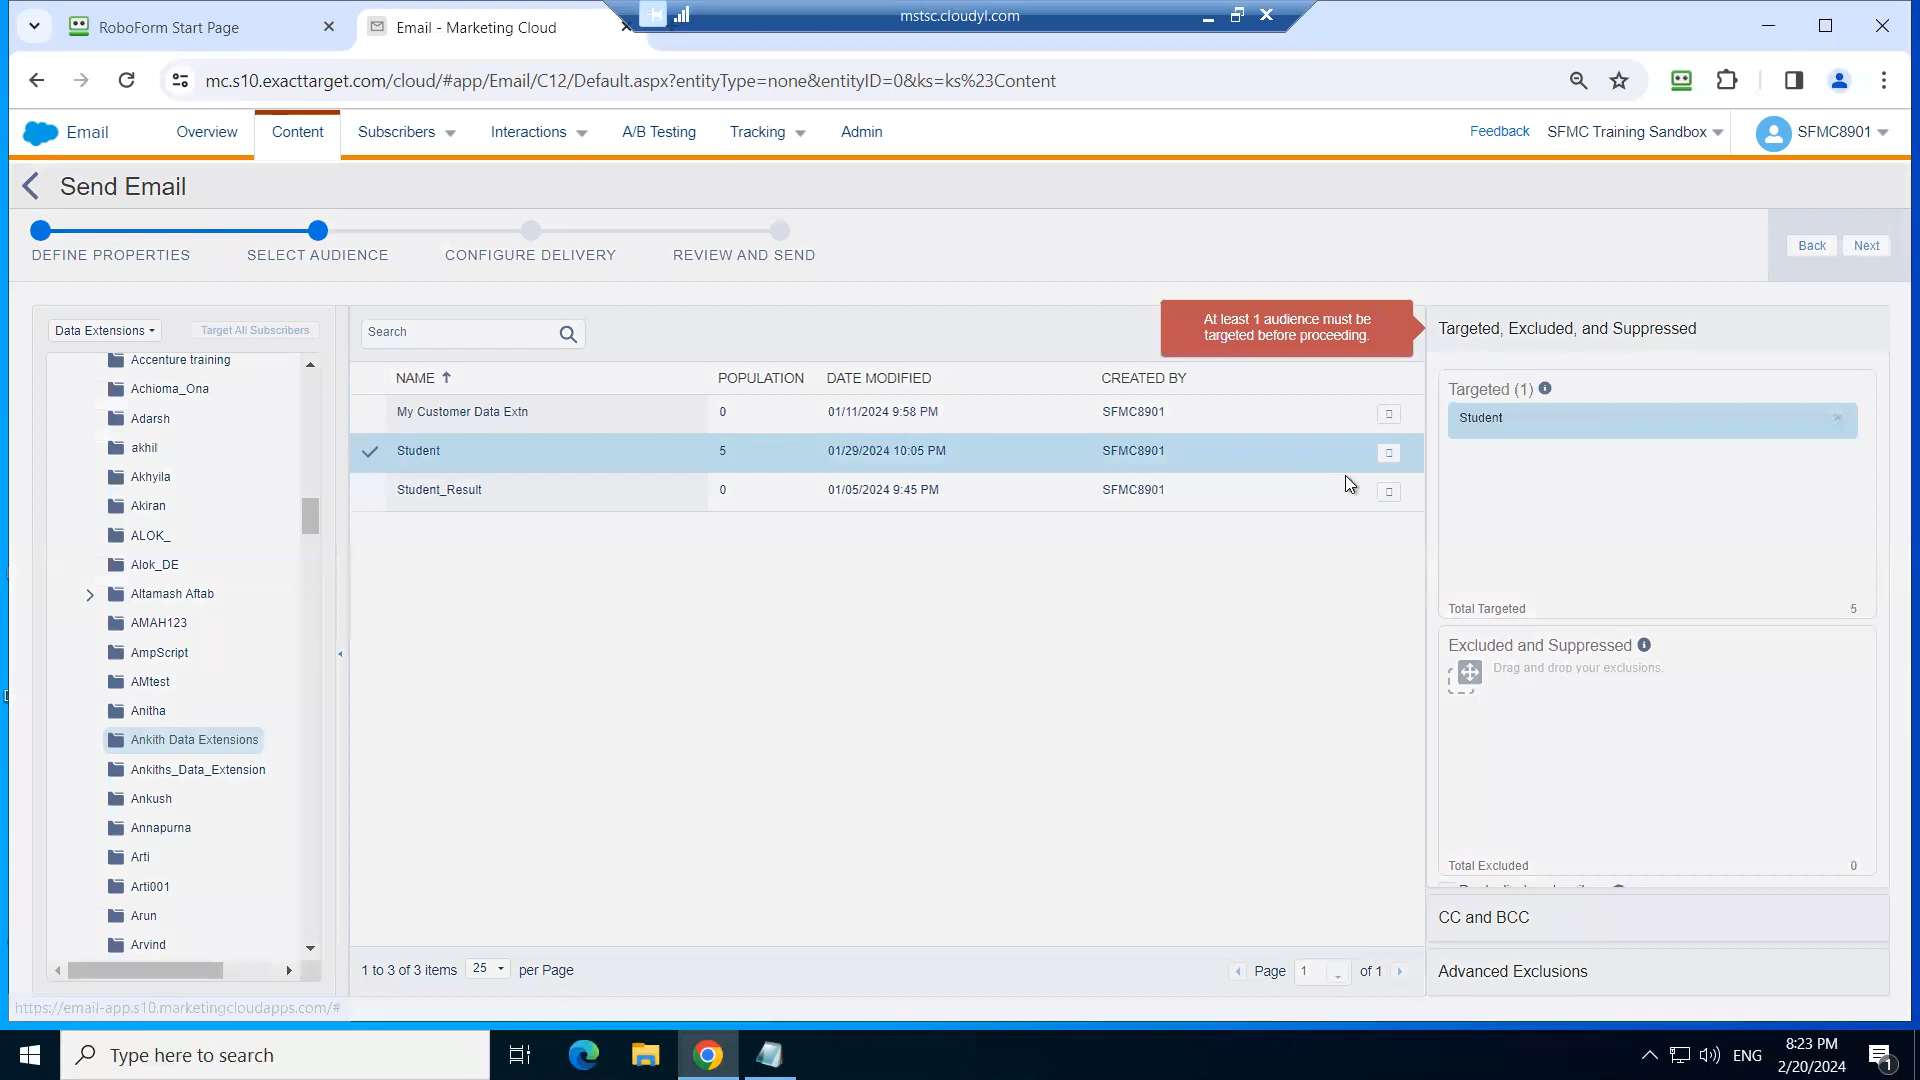 RoboForm Start Page
Email - Marketing Cloud
mstsc.cloudyl.com
mc.s10.exacttarget.com/cloud/#app/Email/C12/Default.aspx?entityType=none&entityID=0&ks=ks%23Content
Email
Overview
Content
Subscribers
Interactions
A/B Testing
Tracking
Admin
Feedback
SFMC Training Sandbox
SFMC8901
Send Email
DEFINE PROPERTIES
SELECT AUDIENCE
CONFIGURE DELIVERY
REVIEW AND SEND
Back
Next
Data Extensions
Target All Subscribers
Accenture training
Achioma_Ona
Adarsh
akhil
Akhyila
Akiran
ALOK_
Alok_DE
Altamash Aftab
AMAH123
AmpScript
AMtest
Anitha
Ankith Data Extensions
Ankiths_Data_Extension
Ankush
Annapurna
Arti
Arti001
Arun
Arvind
Search
At least 1 audience must be
targeted before proceeding.
NAME POPULATION DATE MODIFIED CREATED BY
My Customer Data Extn 0 01/11/2024 9:58 PM SFMC8901
Student 5 01/29/2024 10:05 PM SFMC8901
Student_Result 0 01/05/2024 9:45 PM SFMC8901
1 to 3 of 3 items 25 per Page
Page 1 of 1
Targeted, Excluded, and Suppressed
Targeted (1)
Student
Total Targeted 5
Excluded and Suppressed
Drag and drop your exclusions.
Total Excluded 0
CC and BCC
Advanced Exclusions
https://email-app.s10.marketingcloudapps.com/#
Type here to search
ENG
8:23 PM
2/20/2024
1